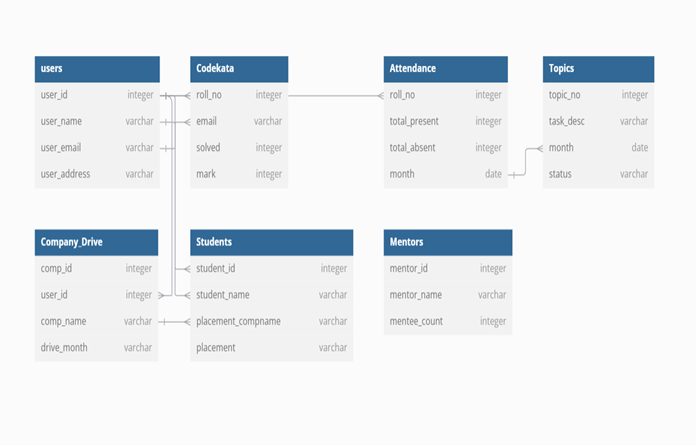 users
user_id integer
user_name varchar
user_email varchar
user_address varchar
Codekata
roll_no integer
email varchar
solved integer
mark integer
Attendance
roll_no integer
total_present integer
total_absent integer
month date
Topics
topic_no integer
task_desc varchar
month date
status varchar
Company_Drive
comp_id integer
user_id integer
comp_name varchar
drive_month varchar
Students
student_id integer
student_name varchar
placement_compname varchar
placement varchar
Mentors
mentor_id integer
mentor_name varchar
mentee_count integer